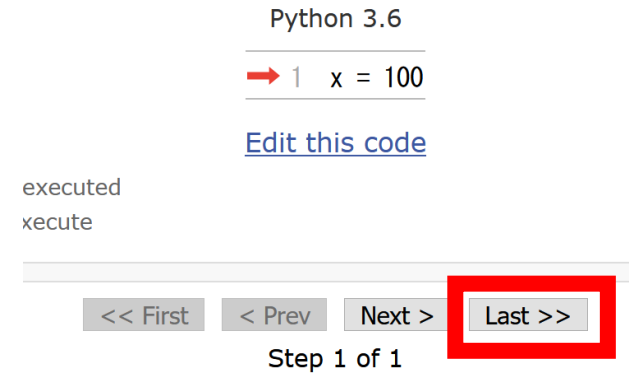 Python 3.6
1 x = 100
Edit this code
executed
xecute
<< First < Prev Next > Last >>
Step 1 of 1